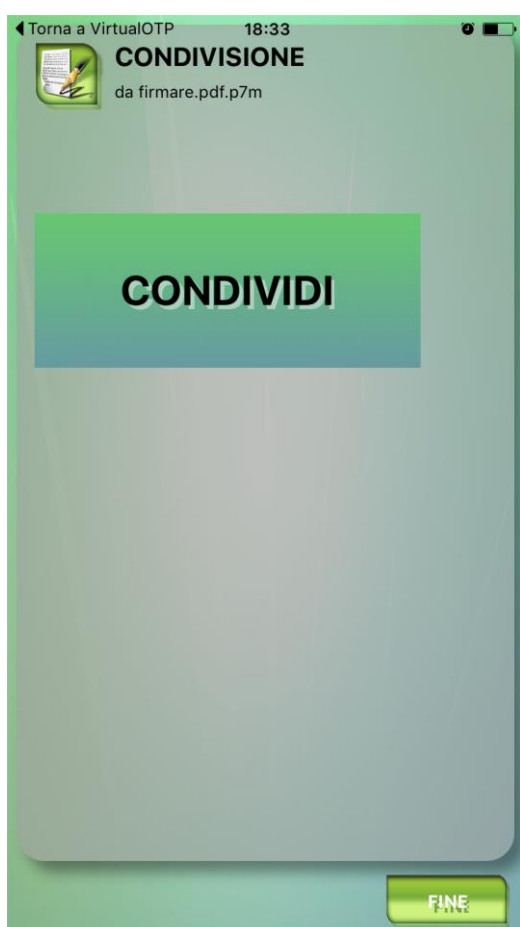 Torna a VirtualOTP 18:33
CONDIVISIONE
da firmare.pdf.p7m
CONDIVIDI
FINE